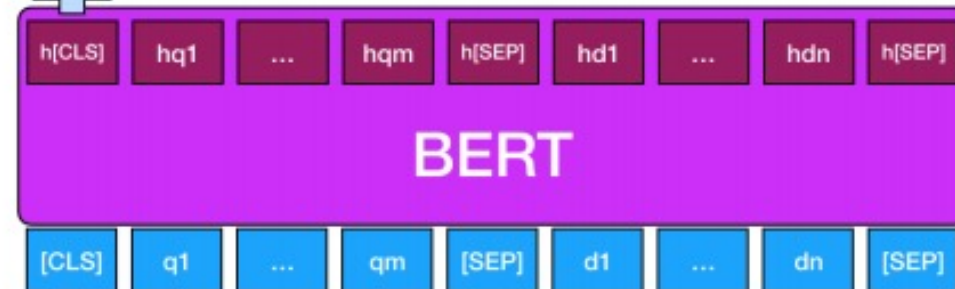 h[CLS] hq1 ... hqm h[SEP] hd1 ... hdn h[SEP]
BERT
[CLS] q1 ... qm [SEP] d1 ... dn [SEP]